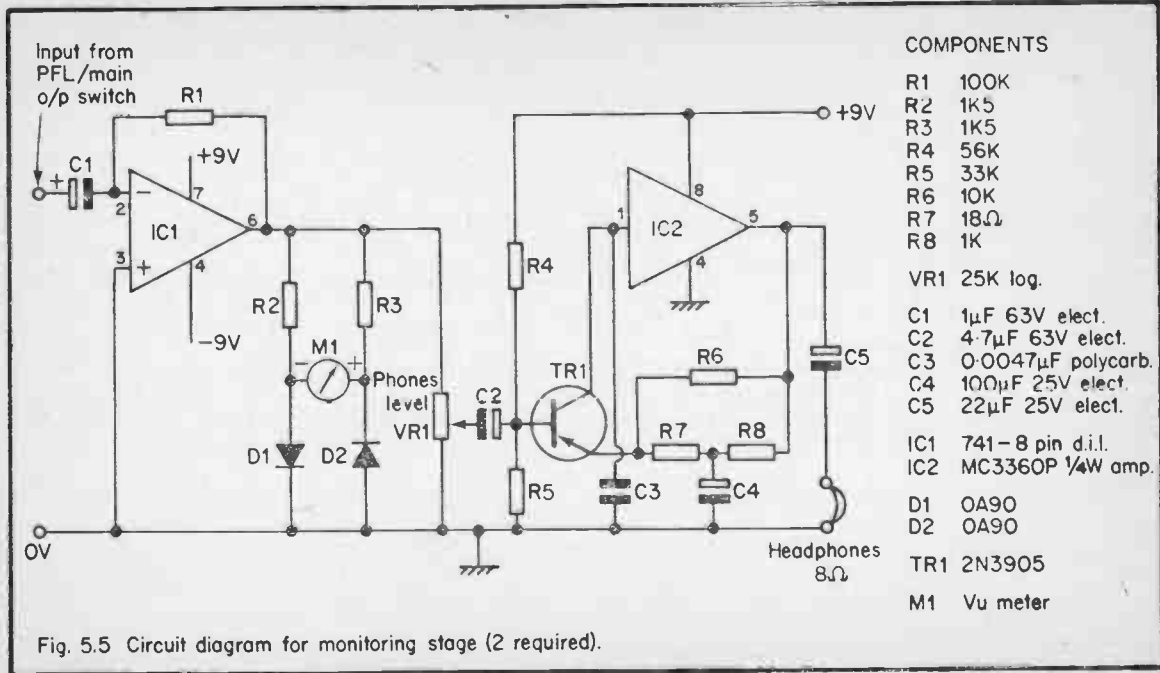 Input from
PFL/main
o/p switch
R1
+9V
C1
+
−
2
7
IC1
6
3
+
4
−9V
R2
R3
M1
−
+
Phones
level
VR1
D1
D2
C2
0V
R4
+9V
8
1
IC2
5
4
TR1
R6
R7
R8
R5
C3
C4
C5
Headphones
8Ω
COMPONENTS
R1 100K
R2 1K5
R3 1K5
R4 56K
R5 33K
R6 10K
R7 18Ω
R8 1K
VR1 25K log.
C1 1μF 63V elect.
C2 4·7μF 63V elect.
C3 0·0047μF polycarb.
C4 100μF 25V elect.
C5 22μF 25V elect.
IC1 741–8 pin d.i.l.
IC2 MC3360P ¼W amp.
D1 OA90
D2 OA90
TR1 2N3905
M1 Vu meter
Fig. 5.5 Circuit diagram for monitoring stage (2 required).